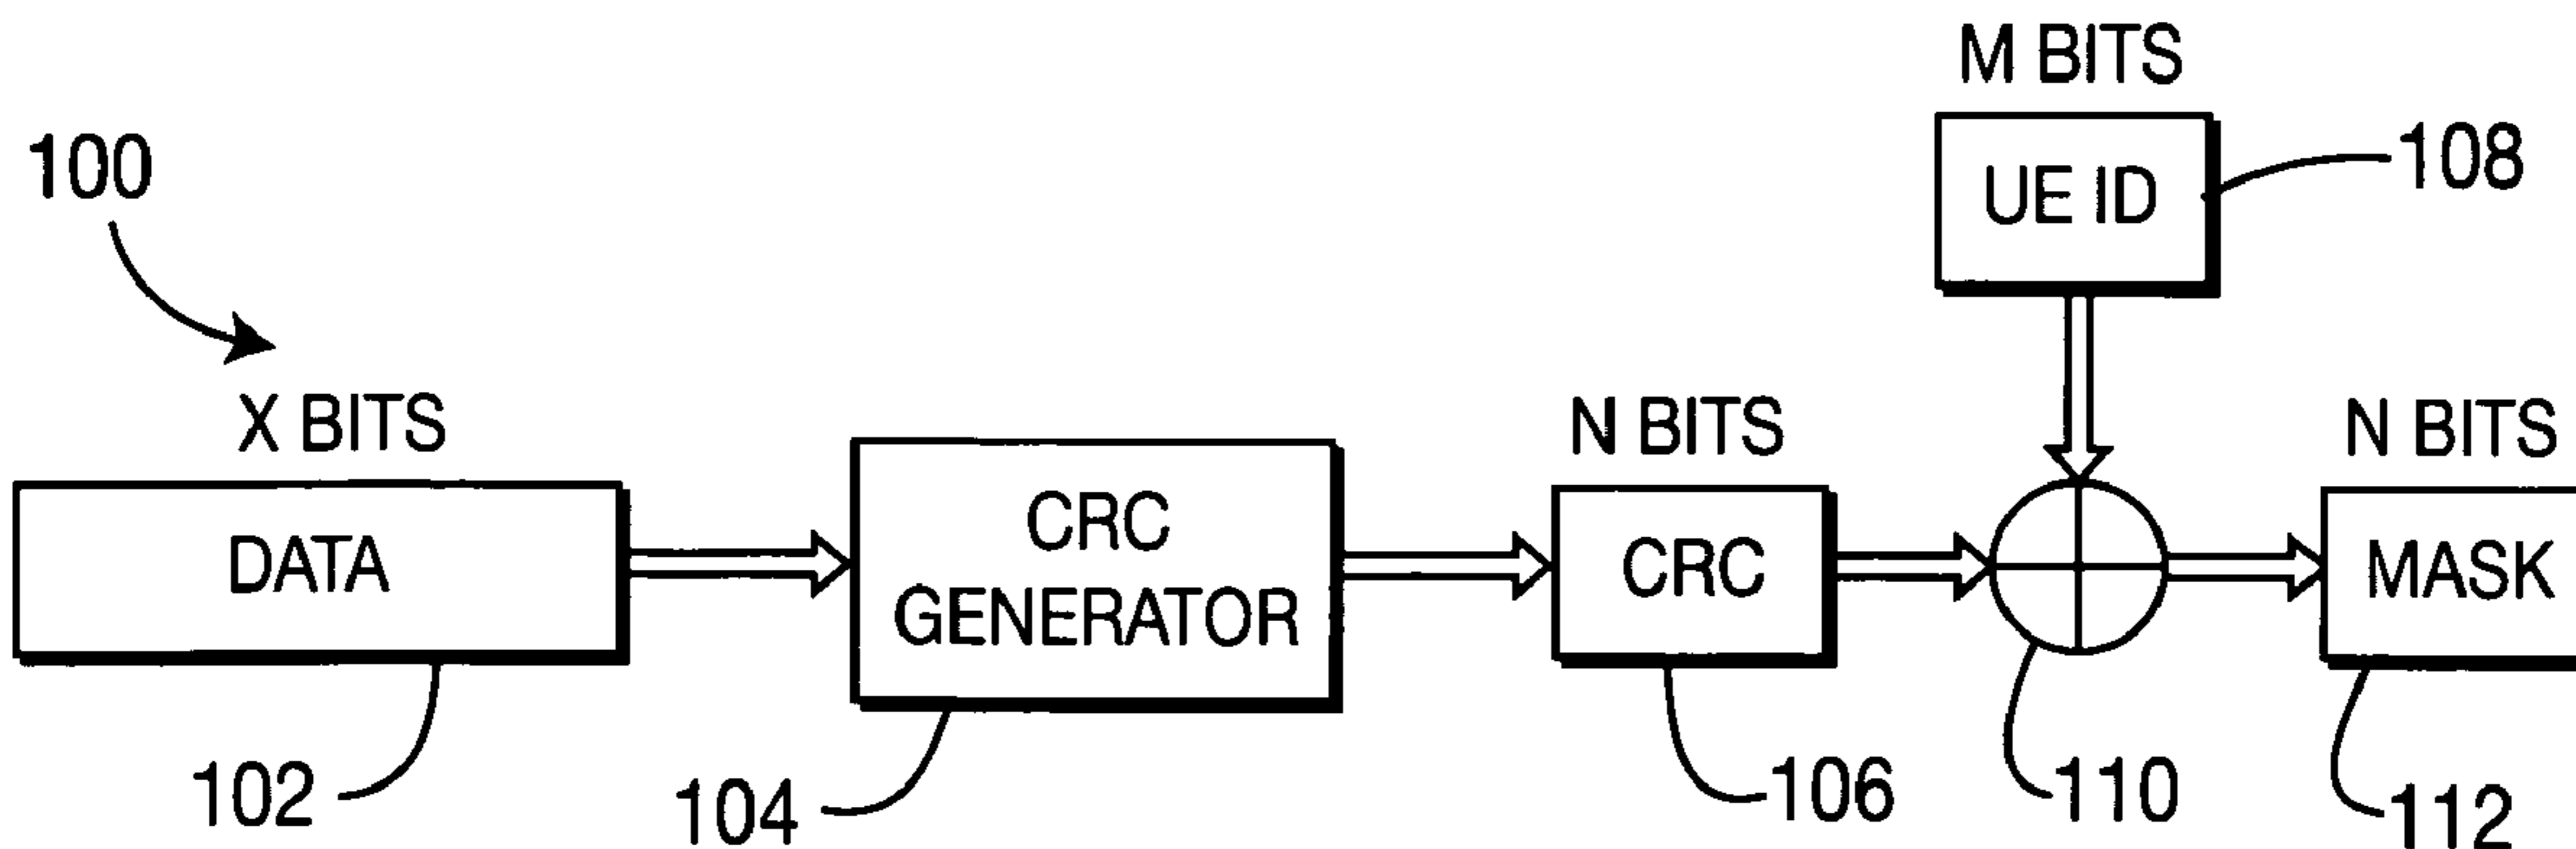 M BITS
100
UE ID
108
X BITS
N BITS
N BITS
DATA
CRC
GENERATOR
CRC
MASK
102
104
106
110
112